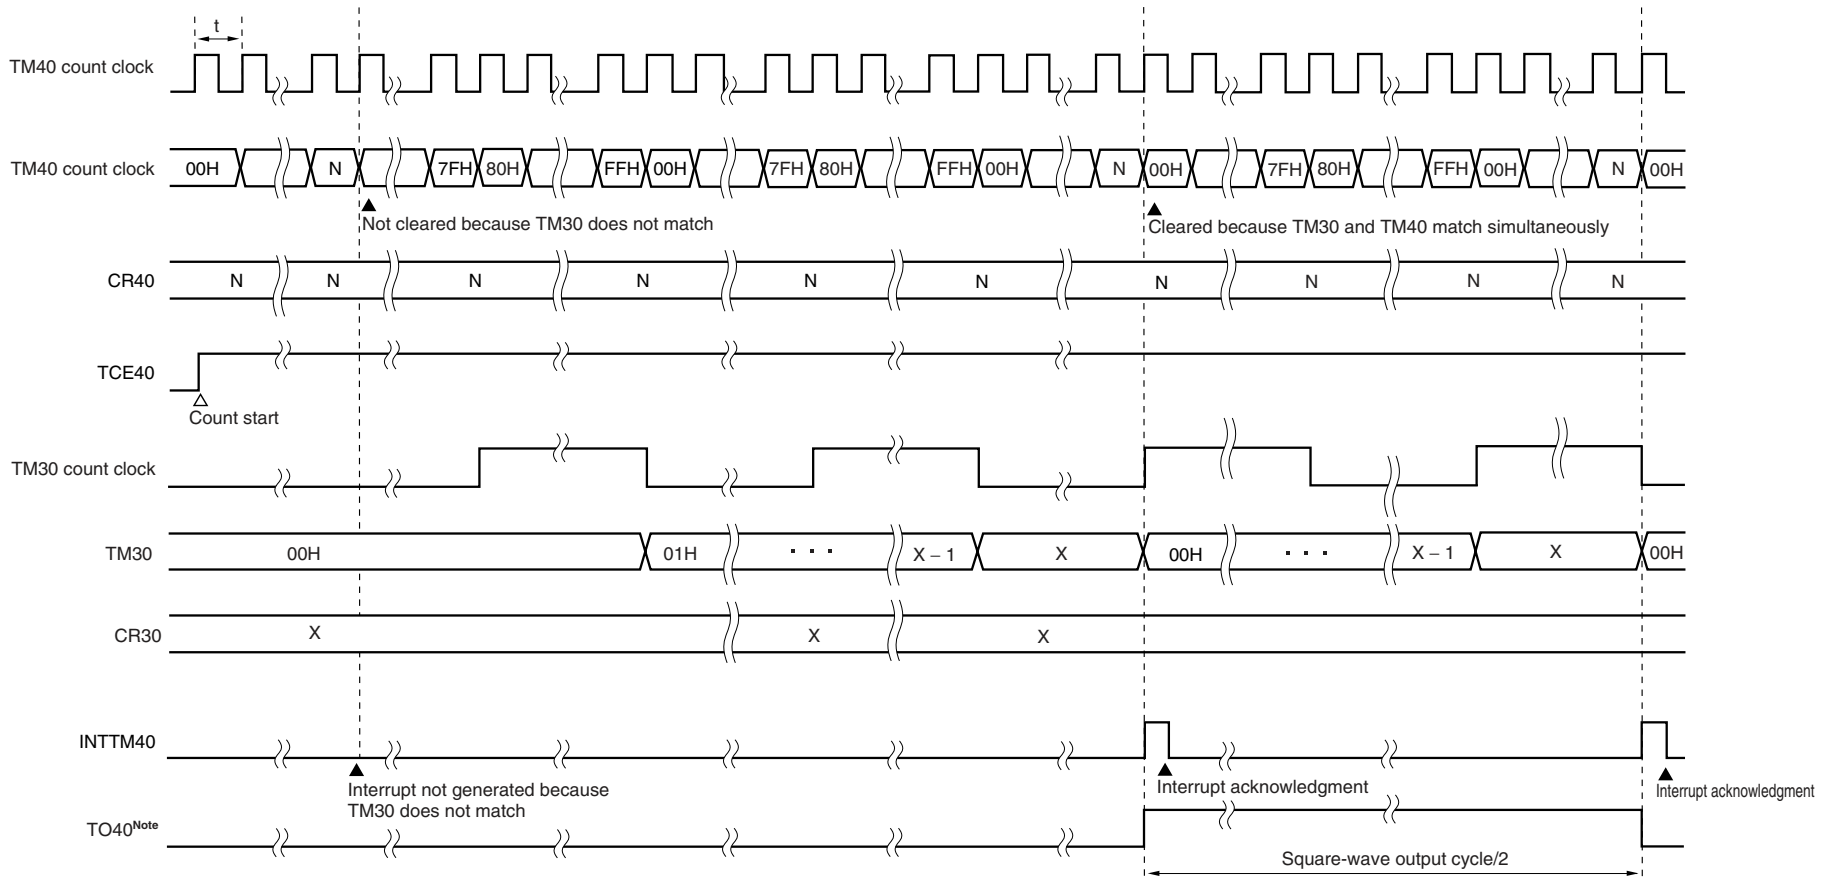 t
TM40 count clock
TM40 count clock 00H N 7FH 80H FFH 00H 7FH 80H FFH 00H N 00H 7FH 80H FFH 00H N 00H
Not cleared because TM30 does not match
Cleared because TM30 and TM40 match simultaneously
CR40 N N N N N N N N N N
TCE40
Count start
TM30 count clock
TM30 00H 01H · · · X – 1 X 00H · · · X – 1 X 00H
CR30 X X X
INTTM40
Interrupt not generated because
TM30 does not match
Interrupt acknowledgment
Interrupt acknowledgment
TO40Note
Square-wave output cycle/2